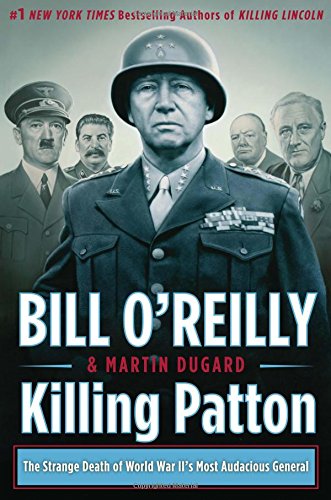 #1 NEW YORK TIMES Bestselling Authors of KILLING LINCOLN
BILL O'REILLY
& MARTIN DUGARD
Killing Patton
The Strange Death of World War II's Most Audacious General